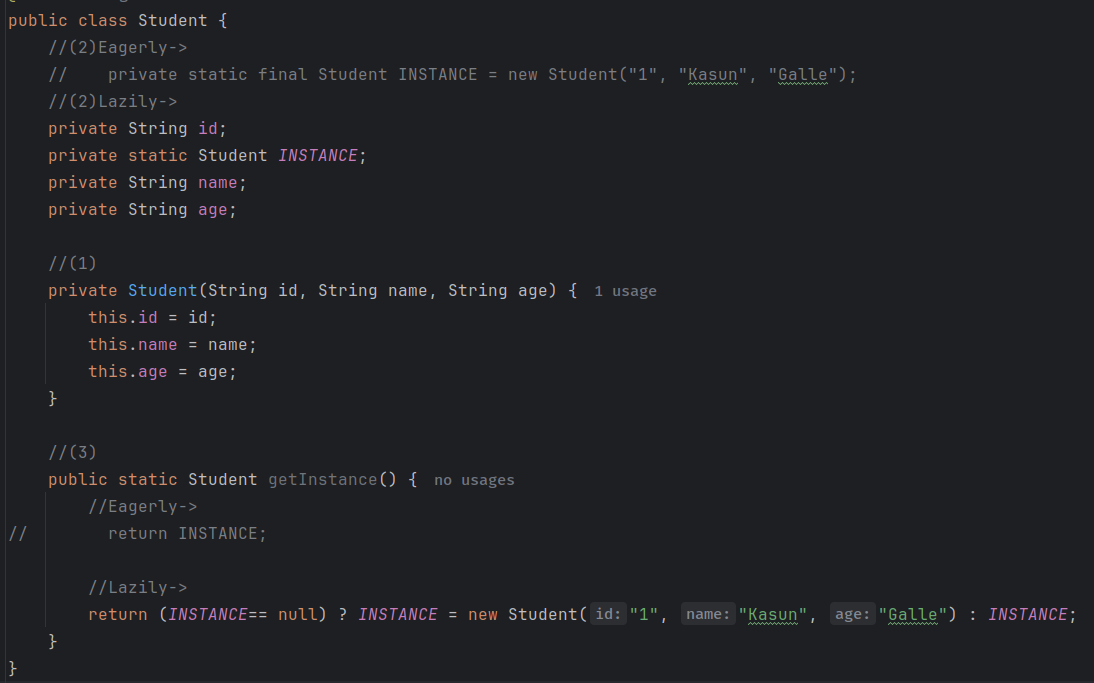 public class Student {
    //(2)Eagerly->
    //    private static final Student INSTANCE = new Student("1", "Kasun", "Galle");
    //(2)Lazily->
    private String id;
    private static Student INSTANCE;
    private String name;
    private String age;
    //(1)
    private Student(String id, String name, String age) {  1 usage
        this.id = id;
        this.name = name;
        this.age = age;
    }
    //(3)
    public static Student getInstance() {  no usages
        //Eagerly->
//        return INSTANCE;
        //Lazily->
        return (INSTANCE== null) ? INSTANCE = new Student( id: "1",  name: "Kasun",  age: "Galle") : INSTANCE;
    }
}